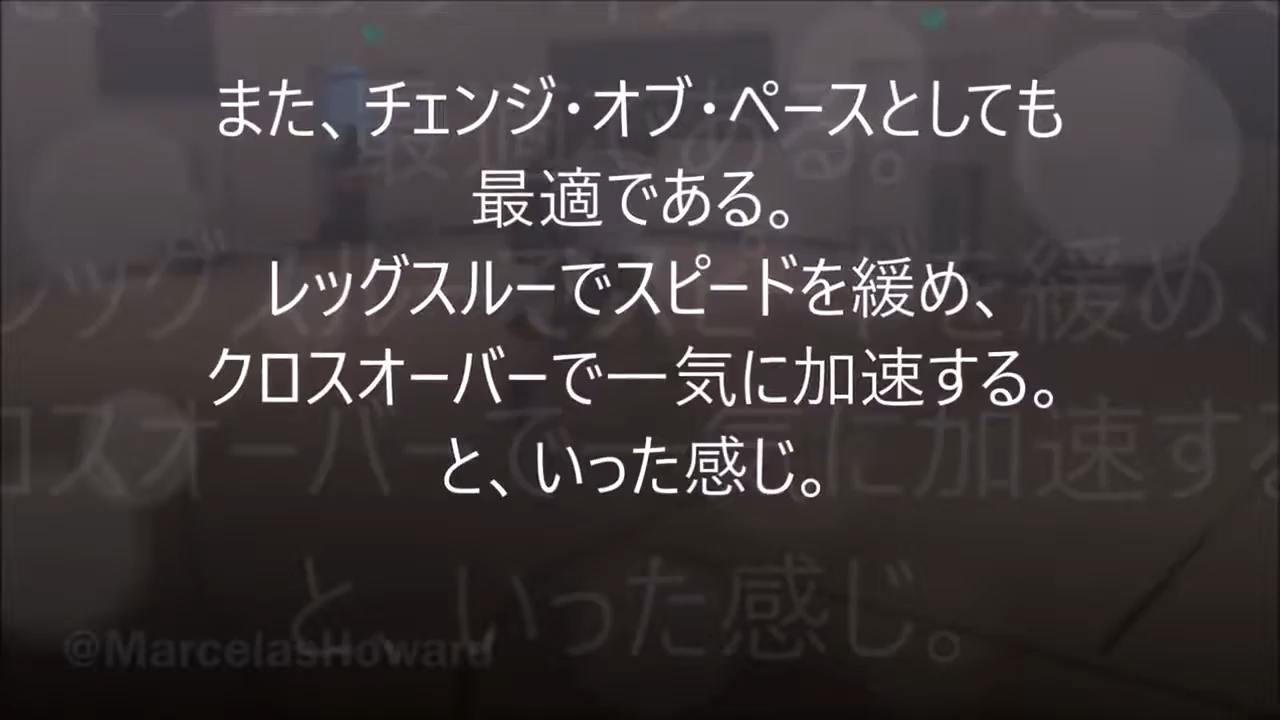 また、チェンジ・オブ・ペースとしても
最適である。
レッグスルーでスピードを緩め、
クロスオーバーで一気に加速する。
と、いった感じ。
@MarcelasHoward